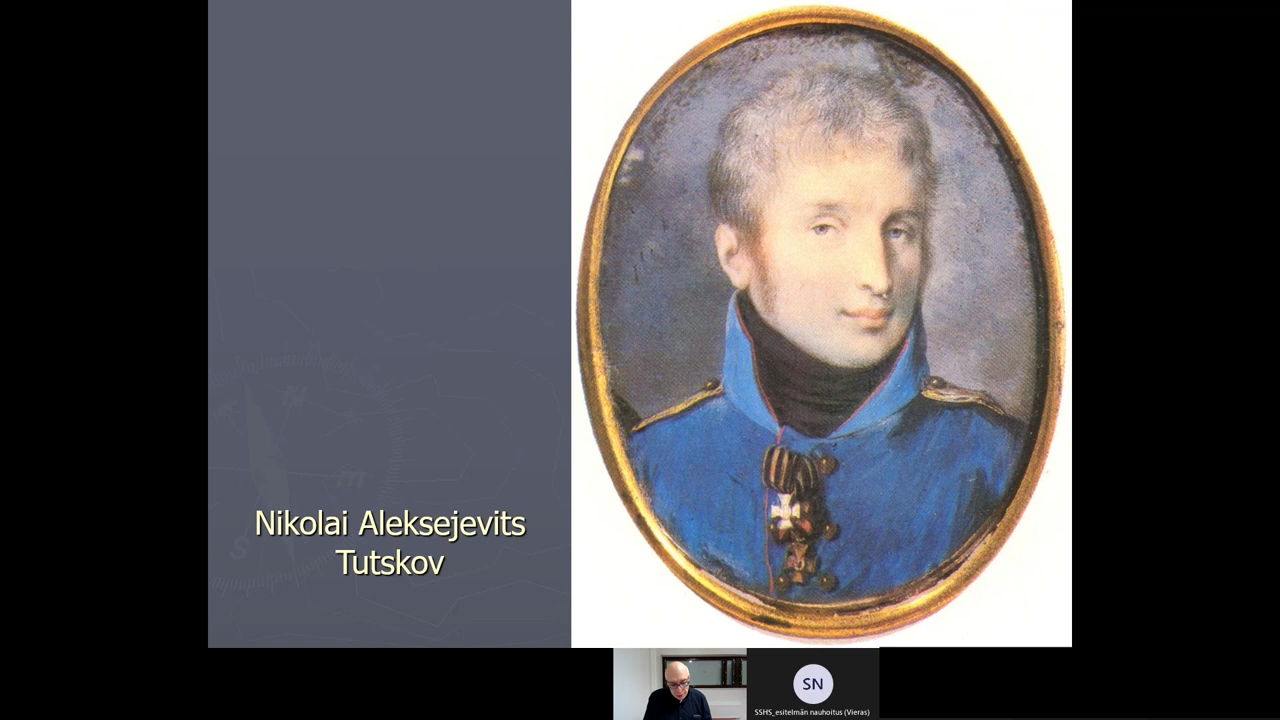 Nikolai Aleksejevits
Tutskov
SN
SSHS_esitelmän nauhoitus (Vieras)